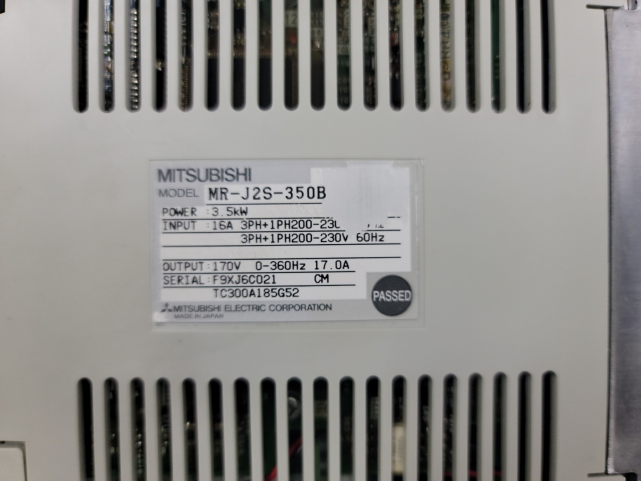 MITSUBISHI
MODEL MR-J2S-350B
POWER : 3.5kW
INPUT : 16A 3PH+1PH200-230
3PH+1PH200-230V 60Hz
OUTPUT: 170V 0-360Hz 17.0A
SERIAL: F9XJ6C021 CM
TC300A185G52
PASSED
MITSUBISHI ELECTRIC CORPORATION
MADE IN JAPAN